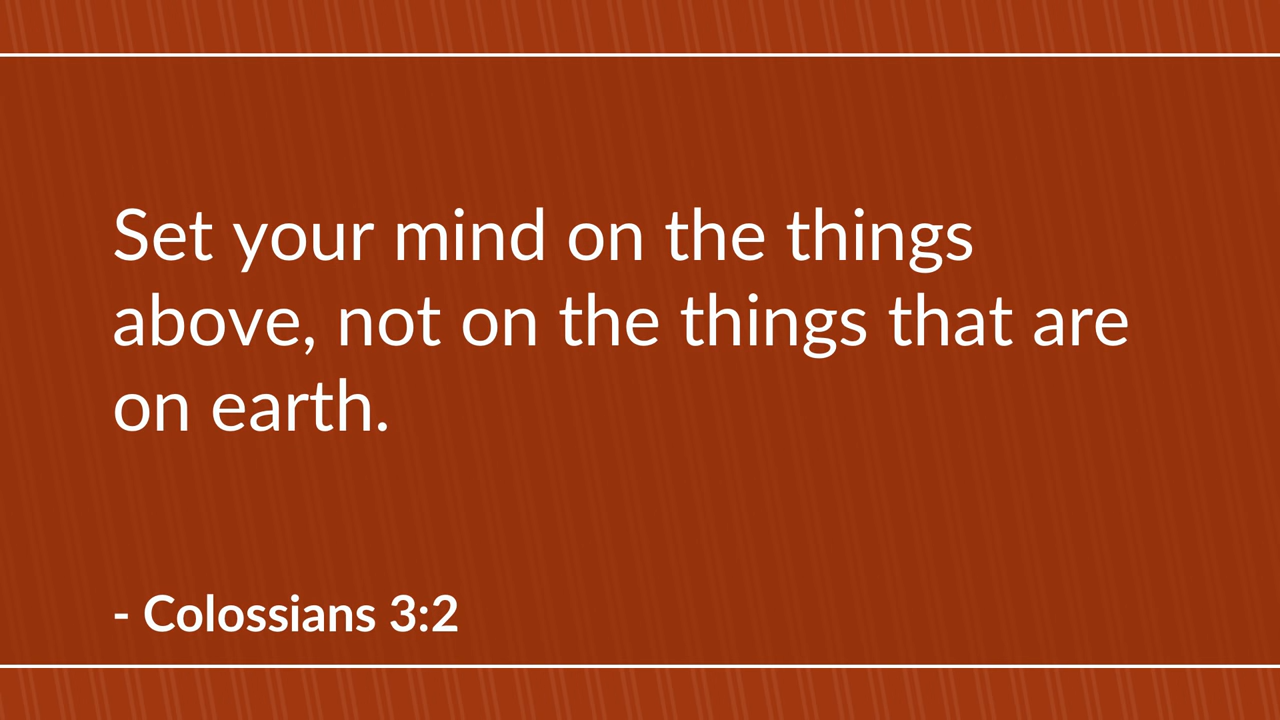 Set your mind on the things
above, not on the things that are
on earth.
- Colossians 3:2